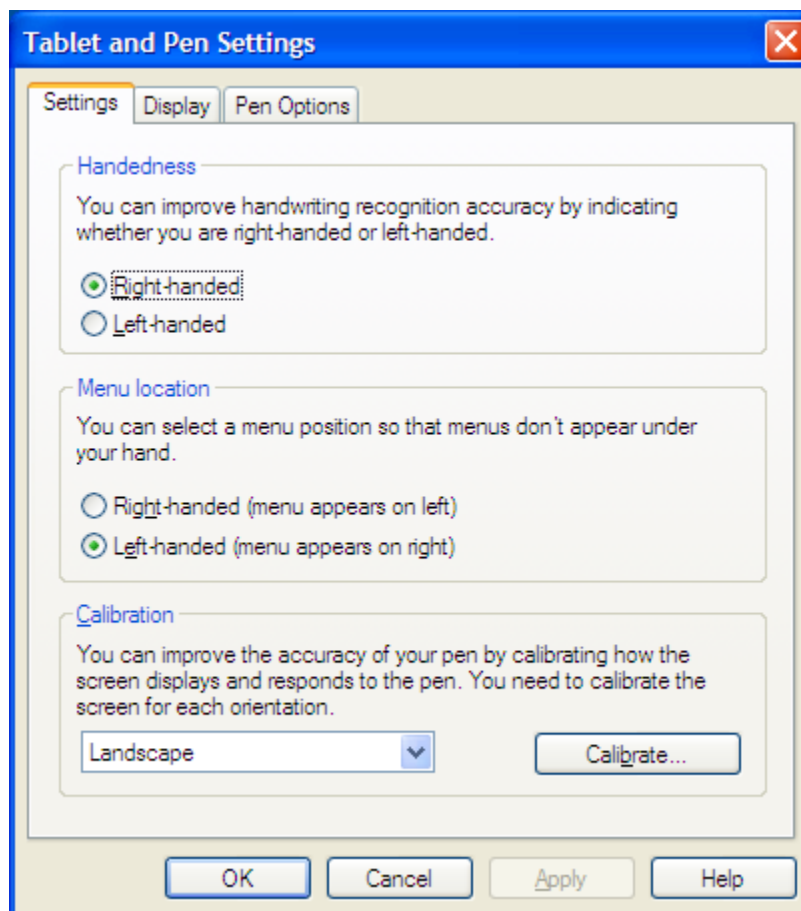 Tablet and Pen Settings
Settings Display Pen Options
Handedness
You can improve handwriting recognition accuracy by indicating
whether you are right-handed or left-handed.
Right-handed
Left-handed
Menu location
You can select a menu position so that menus don't appear under
your hand.
Right-handed (menu appears on left)
Left-handed (menu appears on right)
Calibration
You can improve the accuracy of your pen by calibrating how the
screen displays and responds to the pen. You need to calibrate the
screen for each orientation.
Landscape Calibrate...
OK Cancel Apply Help